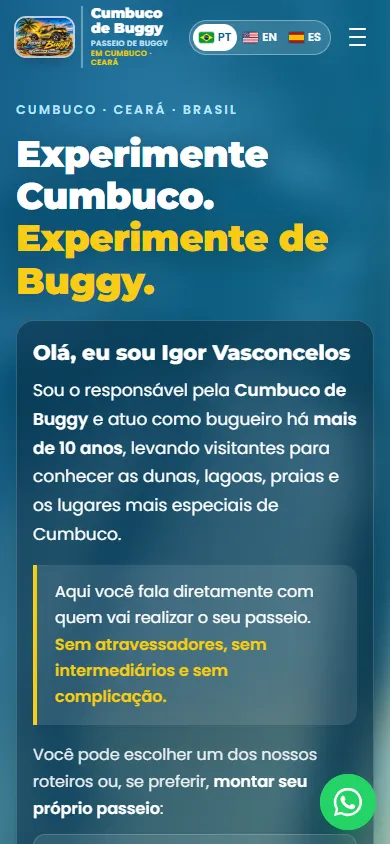 Cumbuco
de Buggy
PASSEIO DE BUGGY
EM CUMBUCO ·
CEARÁ
PT
EN
ES
CUMBUCO · CEARÁ · BRASIL
Experimente
Cumbuco.
Experimente de
Buggy.
Olá, eu sou Igor Vasconcelos
Sou o responsável pela Cumbuco de
Buggy e atuo como bugueiro há mais
de 10 anos, levando visitantes para
conhecer as dunas, lagoas, praias e
os lugares mais especiais de
Cumbuco.
Aqui você fala diretamente com
quem vai realizar o seu passeio.
Sem atravessadores, sem
intermediários e sem
complicação.
Você pode escolher um dos nossos
roteiros ou, se preferir, montar seu
próprio passeio: